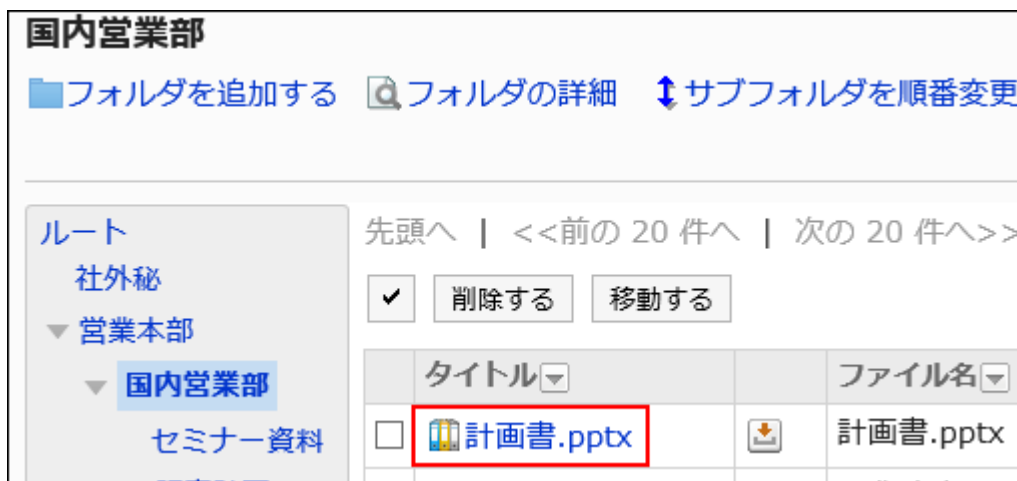 国内営業部
フォルダを追加する フォルダの詳細 サブフォルダを順番変更
ルート
社外秘
営業本部
国内営業部
セミナー資料
先頭へ | <<前の 20 件へ | 次の 20 件へ>>
削除する 移動する
タイトル ファイル名
計画書.pptx 計画書.pptx